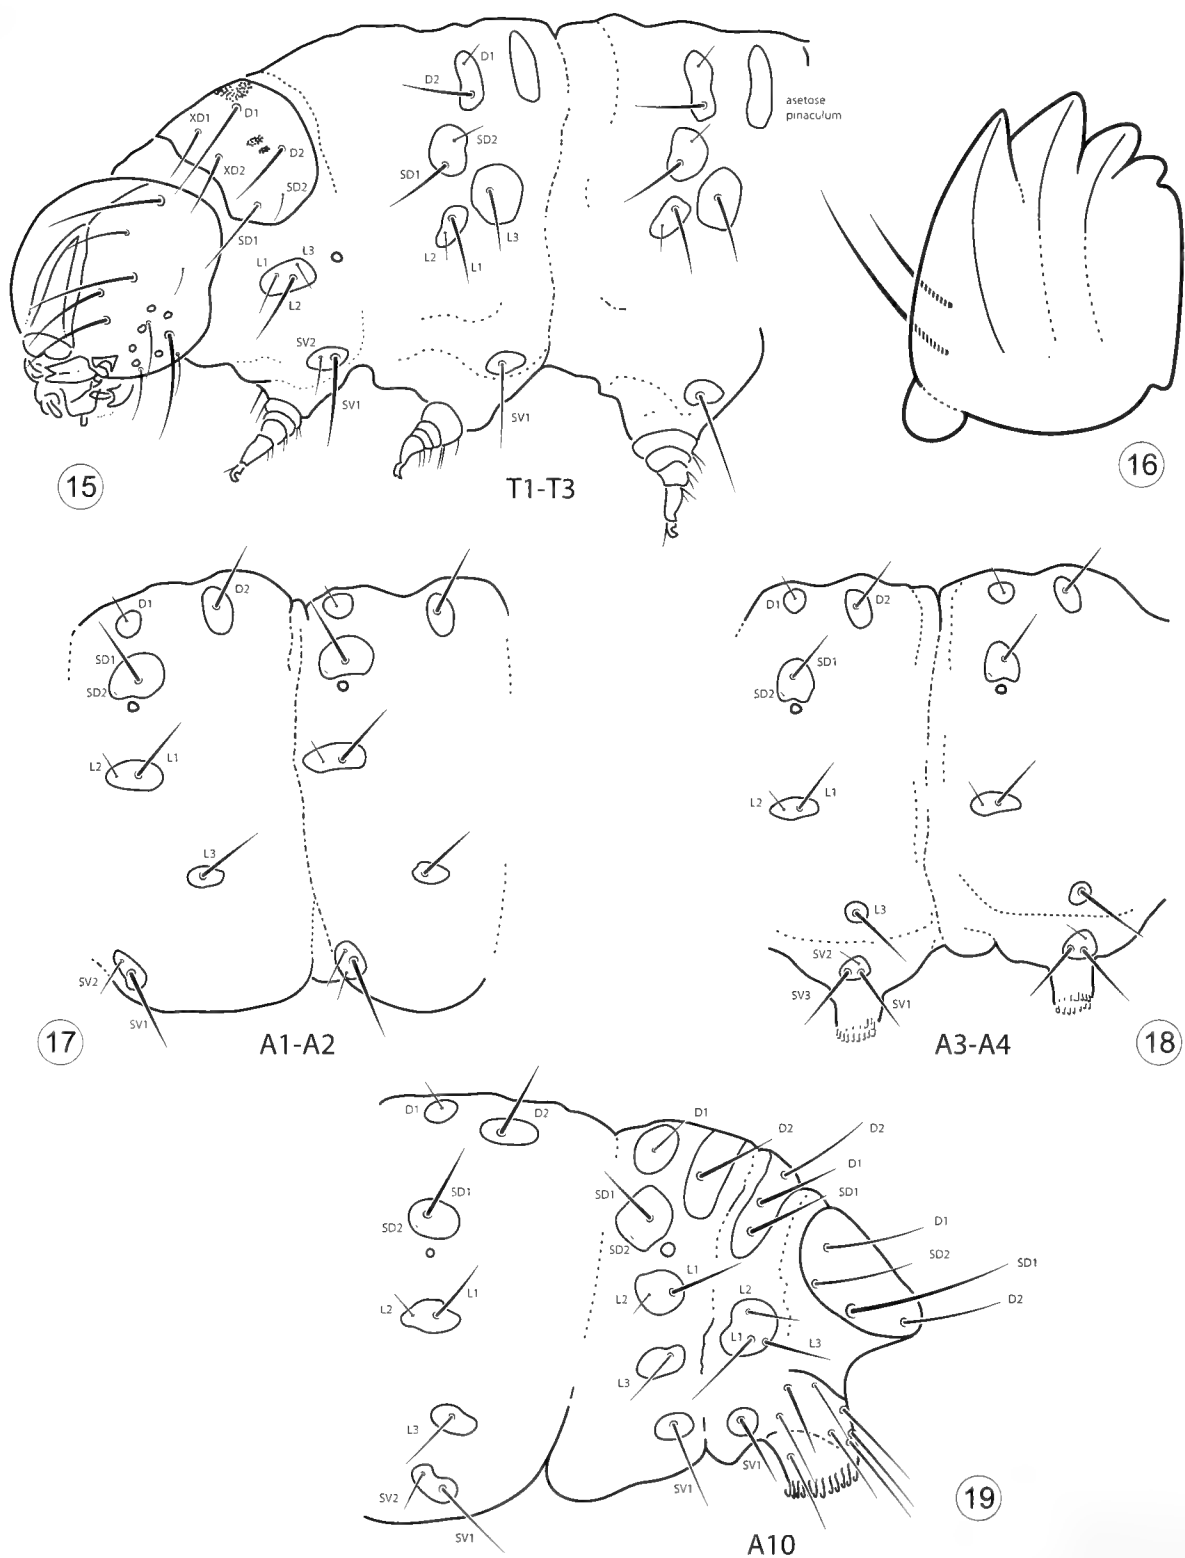 D1
D2
asetose
pinaculum
XD1
D1
XD2
D2
SD2
SD1
SD2
SD1
L3
L2
L1
L1
L3
L2
SV2
SV1
SV1
15
T1-T3
16
D1
D2
SD1
SD2
L2
L1
L3
SV2
SV1
17
A1-A2
D1
D2
SD1
SD2
L2
L1
L3
SV2
SV3
SV1
A3-A4
18
D1
D2
SD1
SD2
L2
L1
L3
SV2
SV1
D1
D2
D2
D1
SD1
SD1
SD2
L1
L2
L3
L2
L1
L3
D1
SD2
SD1
D2
SV1
SV1
19
A10